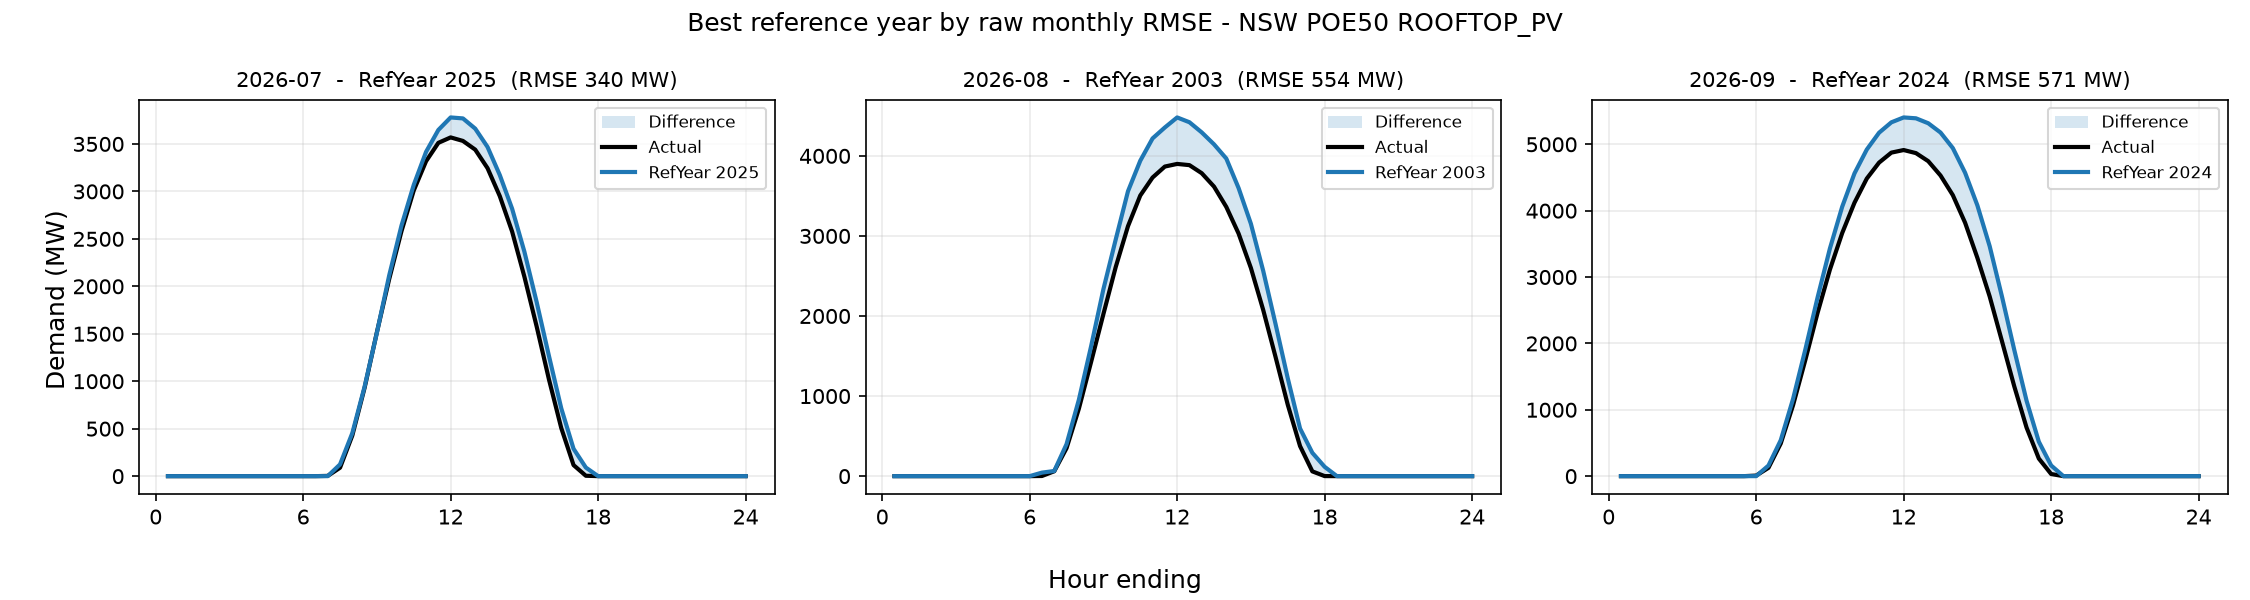 Best reference year by raw monthly RMSE - NSW POE50 ROOFTOP_PV
2026-07 - RefYear 2025 (RMSE 340 MW)
Demand (MW)
3500
3000
2500
2000
1500
1000
500
0
0 6 12 18 24
Difference
Actual
RefYear 2025
2026-08 - RefYear 2003 (RMSE 554 MW)
4000
3000
2000
1000
0
0 6 12 18 24
Difference
Actual
RefYear 2003
2026-09 - RefYear 2024 (RMSE 571 MW)
5000
4000
3000
2000
1000
0
0 6 12 18 24
Difference
Actual
RefYear 2024
Hour ending